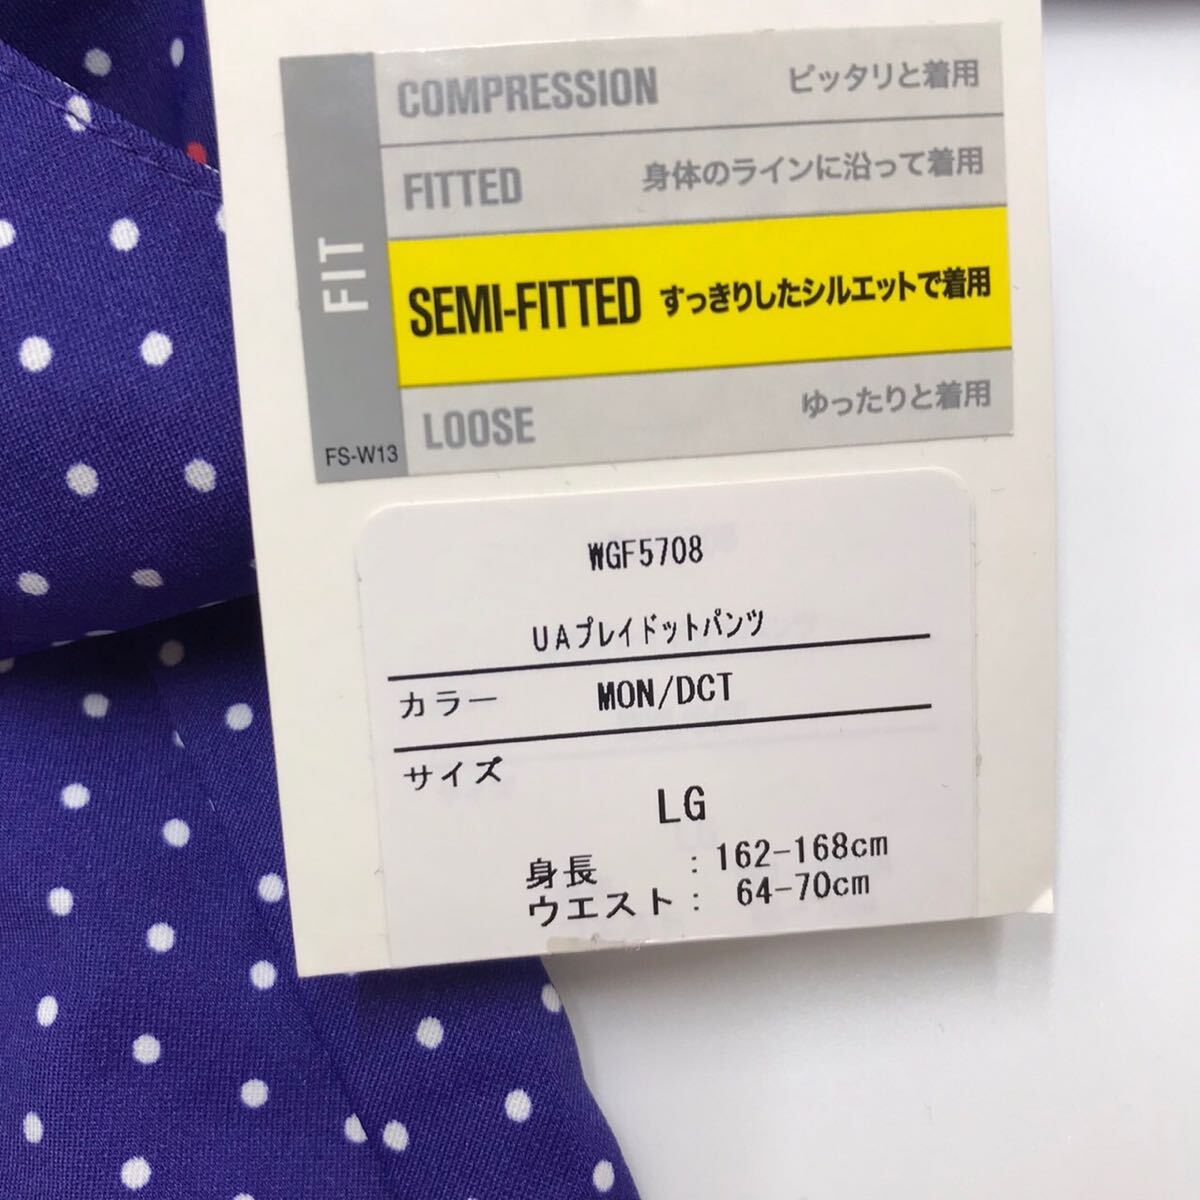 COMPRESSION ピッタリと着用
FITTED 身体のラインに沿って着用
FIT
SEMI-FITTED すっきりしたシルエットで着用
LOOSE ゆったりと着用
FS-W13
WGF5708
UAプレイドットパンツ
カラー MON/DCT
サイズ
LG
身長 : 162-168cm
ウエスト: 64-70cm